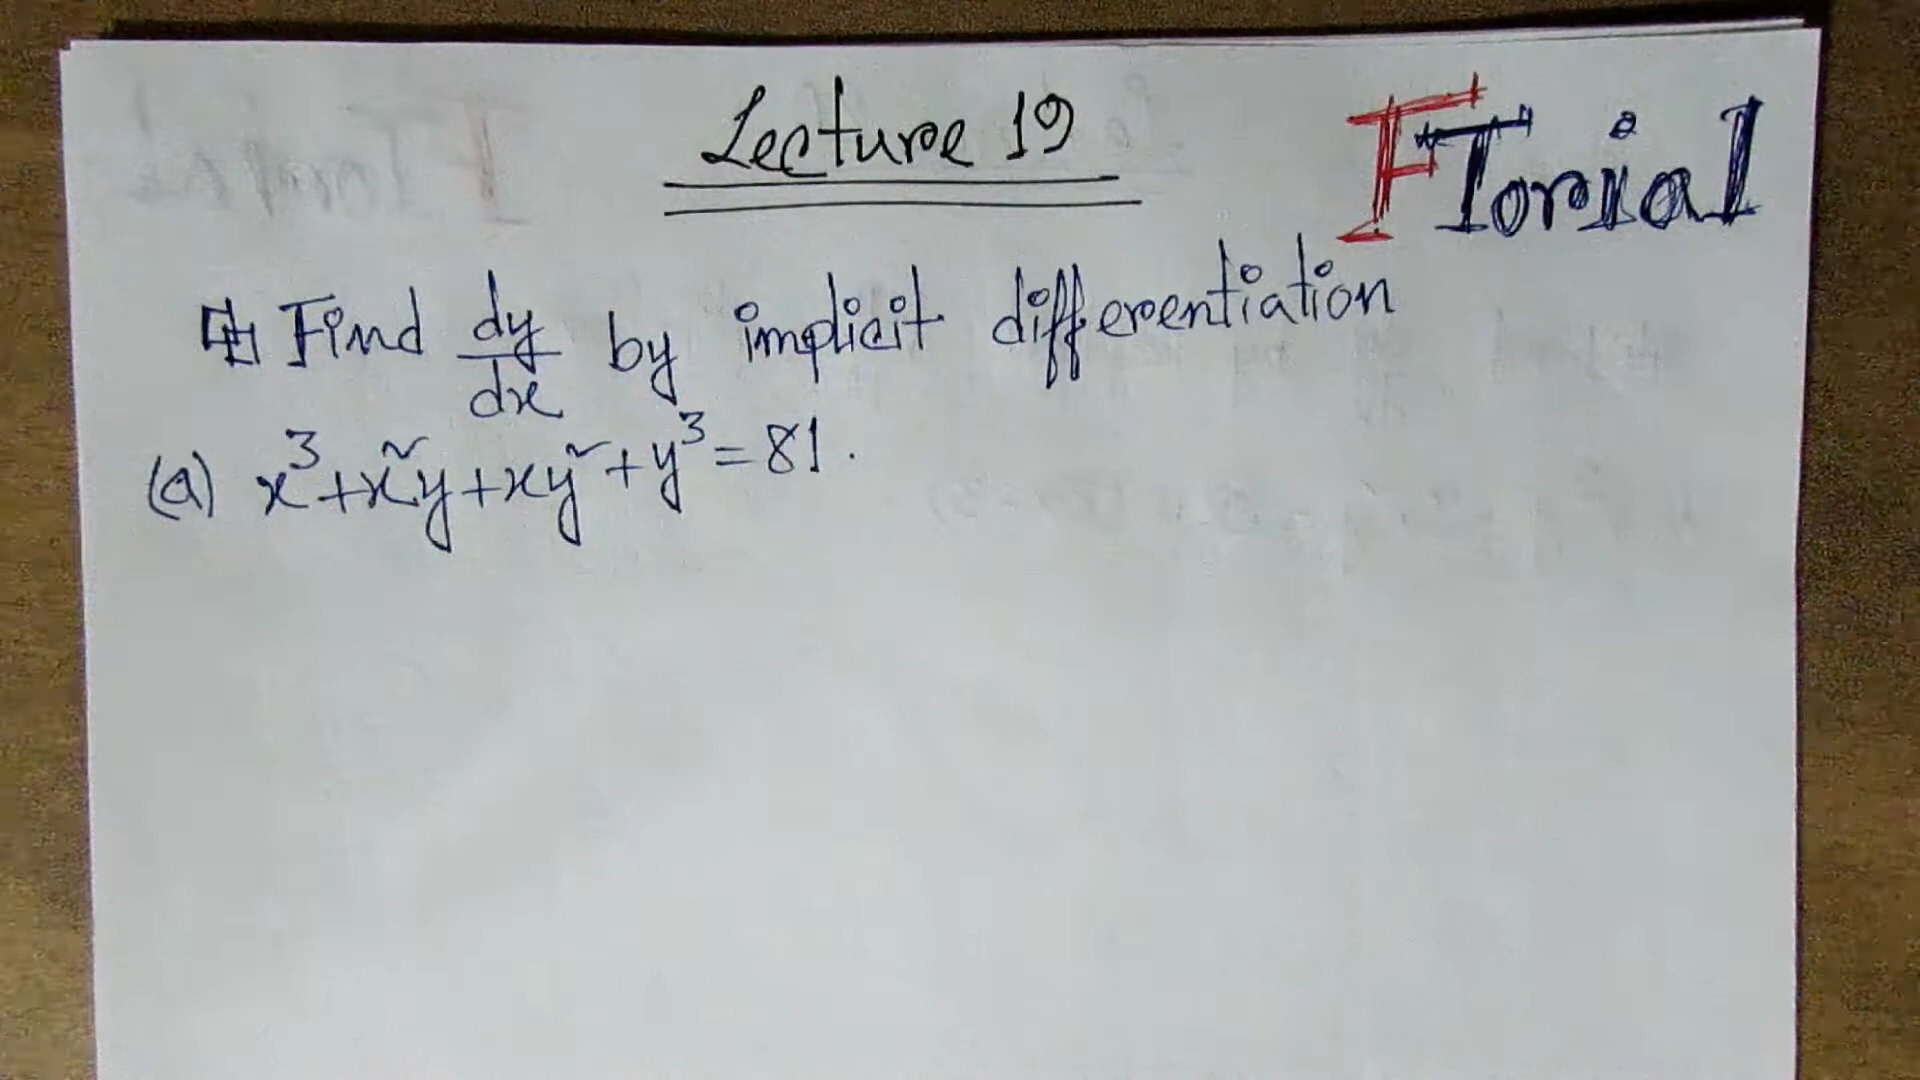 Lecture 19
FTorial
Find dy/dx by implicit differentiation
(a) x³+x²y+xy²+y³=81.